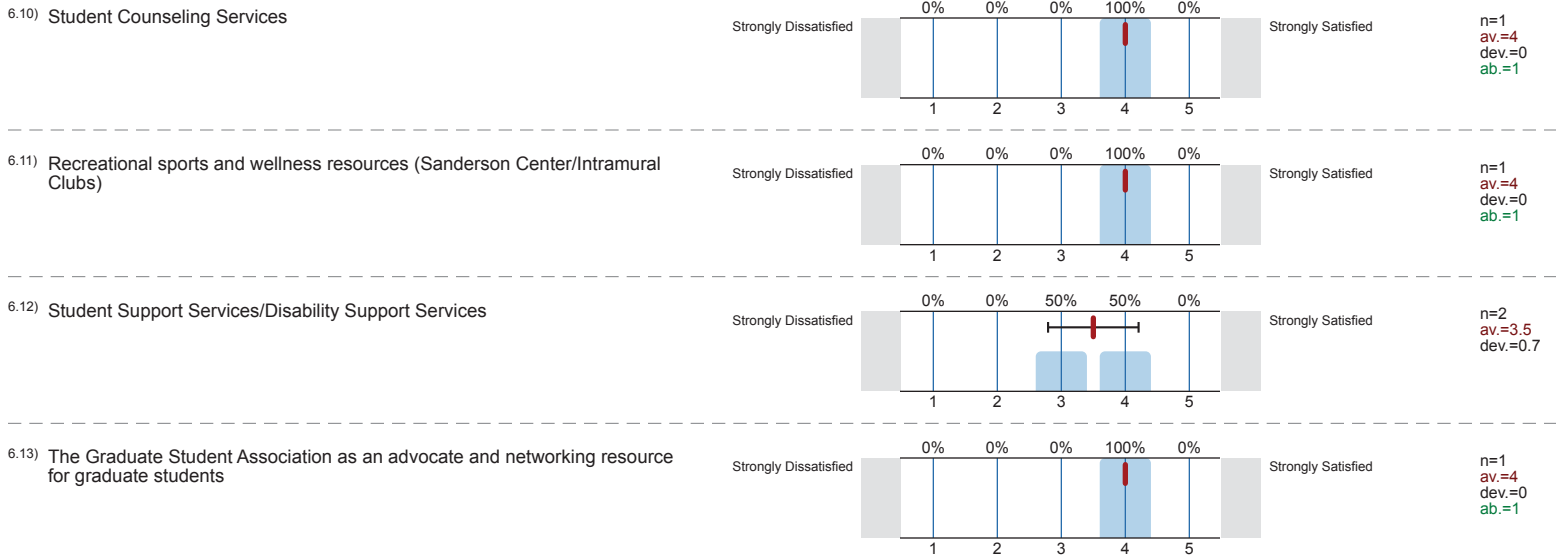 6.10) Student Counseling Services
0% 0% 0% 100% 0%
Strongly Dissatisfied
Strongly Satisfied
n=1
av.=4
dev.=0
ab.=1
1 2 3 4 5
6.11) Recreational sports and wellness resources (Sanderson Center/Intramural
Clubs)
0% 0% 0% 100% 0%
Strongly Dissatisfied
Strongly Satisfied
n=1
av.=4
dev.=0
ab.=1
1 2 3 4 5
6.12) Student Support Services/Disability Support Services
0% 0% 50% 50% 0%
Strongly Dissatisfied
Strongly Satisfied
n=2
av.=3.5
dev.=0.7
1 2 3 4 5
6.13) The Graduate Student Association as an advocate and networking resource
for graduate students
0% 0% 0% 100% 0%
Strongly Dissatisfied
Strongly Satisfied
n=1
av.=4
dev.=0
ab.=1
1 2 3 4 5